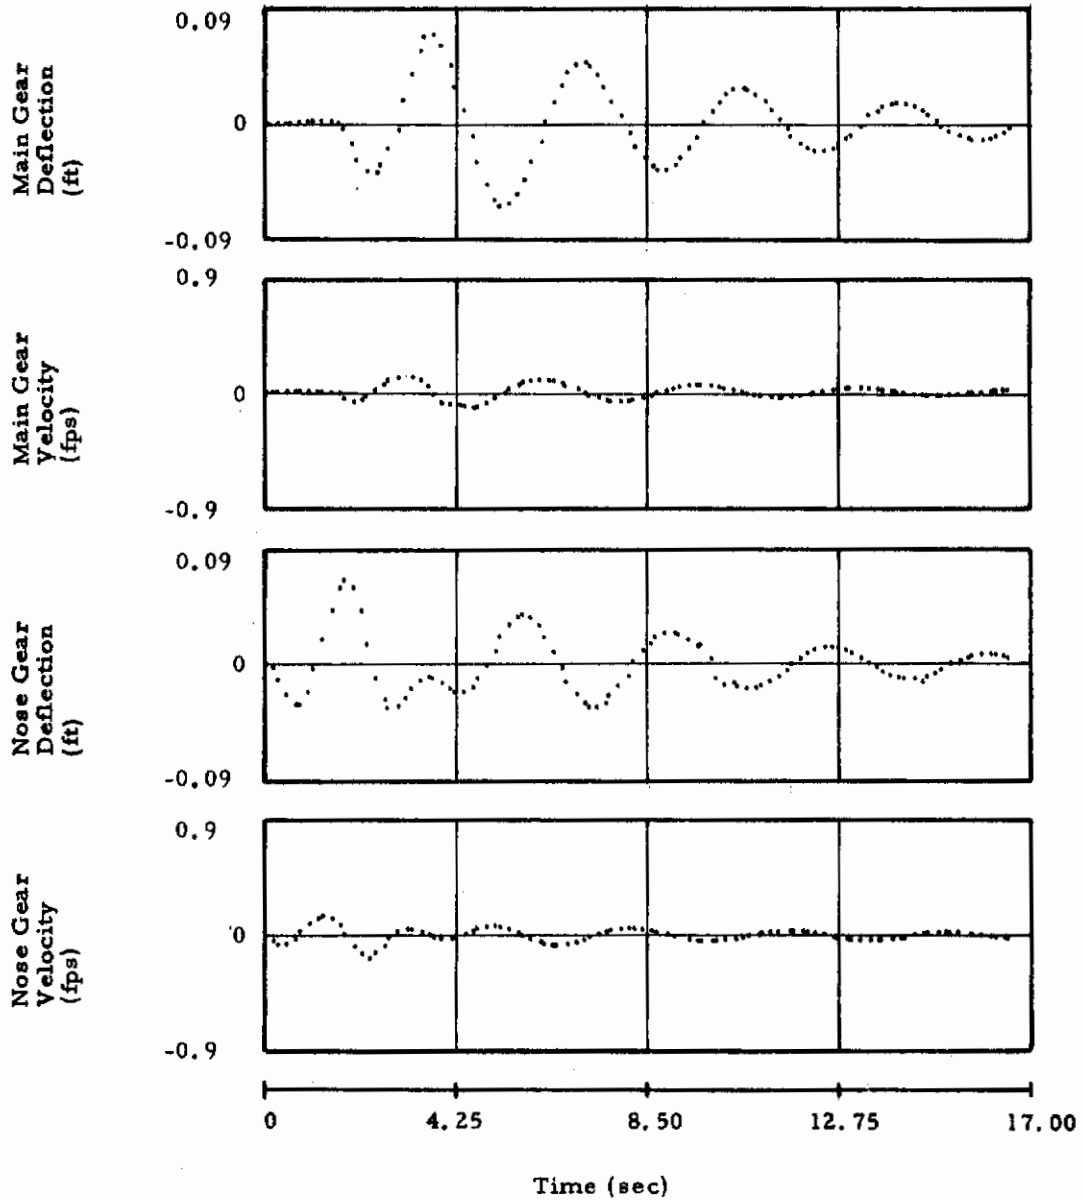 Main Gear
Deflection
(ft)
0.09
0
-0.09
Main Gear
Velocity
(fps)
0.9
0
-0.9
Nose Gear
Deflection
(ft)
0.09
0
-0.09
Nose Gear
Velocity
(fps)
0.9
0
-0.9
0 4.25 8.50 12.75 17.00
Time (sec)